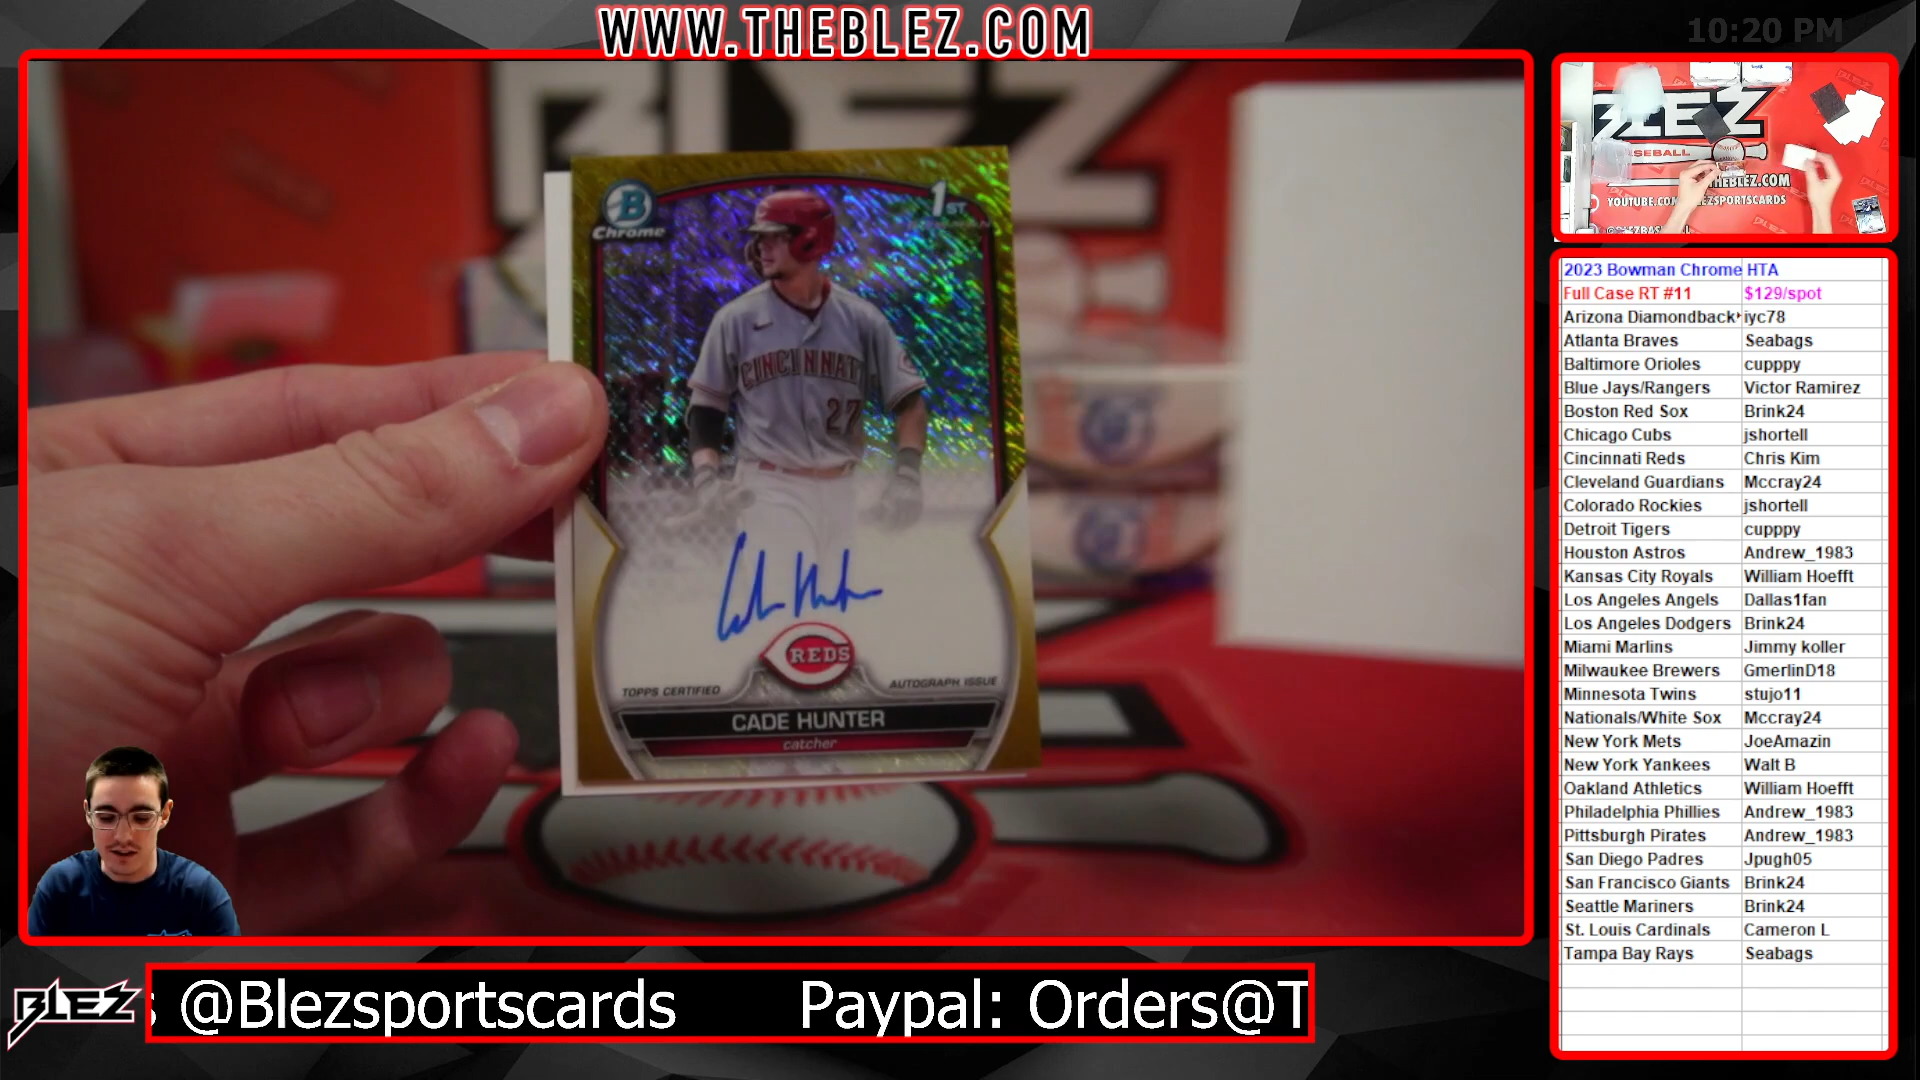 WWW.THEBLEZ.COM
10:20 PM
BLEZ
B
Chrome
1ST
CINCINNATI
27
REDS
TOPPS CERTIFIED
AUTOGRAPH ISSUE
CADE HUNTER
catcher
BLEZ
BASEBALL
THEBLEZ.COM
YOUTUBE.COM/BLEZSPORTSCARDS
2023 Bowman Chrome HTA
Full Case RT #11 $129/spot
Arizona Diamondback iyc78
Atlanta Braves Seabags
Baltimore Orioles cupppy
Blue Jays/Rangers Victor Ramirez
Boston Red Sox Brink24
Chicago Cubs jshortell
Cincinnati Reds Chris Kim
Cleveland Guardians Mccray24
Colorado Rockies jshortell
Detroit Tigers cupppy
Houston Astros Andrew_1983
Kansas City Royals William Hoefft
Los Angeles Angels Dallas1fan
Los Angeles Dodgers Brink24
Miami Marlins Jimmy koller
Milwaukee Brewers GmerlinD18
Minnesota Twins stujo11
Nationals/White Sox Mccray24
New York Mets JoeAmazin
New York Yankees Walt B
Oakland Athletics William Hoefft
Philadelphia Phillies Andrew_1983
Pittsburgh Pirates Andrew_1983
San Diego Padres Jpugh05
San Francisco Giants Brink24
Seattle Mariners Brink24
St. Louis Cardinals Cameron L
Tampa Bay Rays Seabags
BLEZ
s @Blezsportscards Paypal: Orders@T